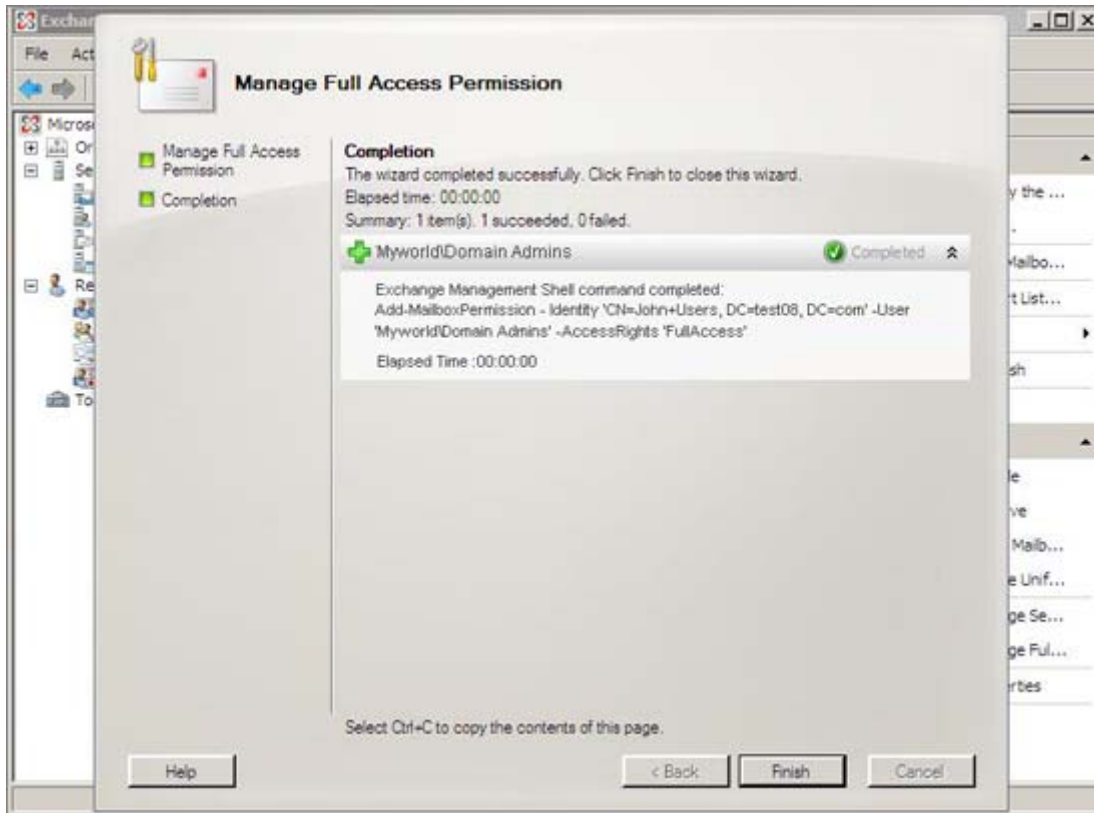 Exchan
File Act
Manage Full Access Permission
Microso
Or
Se
Re
To
Manage Full Access
Permission
Completion
Completion
The wizard completed successfully. Click Finish to close this wizard.
Elapsed time: 00:00:00
Summary: 1 item(s). 1 succeeded, 0 failed.
Myworld\Domain Admins Completed
Exchange Management Shell command completed:
Add-MailboxPermission - Identity 'CN=John+Users, DC=test08, DC=com' -User
'Myworld\Domain Admins' -AccessRights 'FullAccess'
Elapsed Time :00:00:00
Select Ctrl+C to copy the contents of this page.
Help < Back Finish Cancel
y the ...
.
Mailbo...
t List...
sh
le
ve
Mailb...
e Unif...
ge Se...
ge Ful...
rties